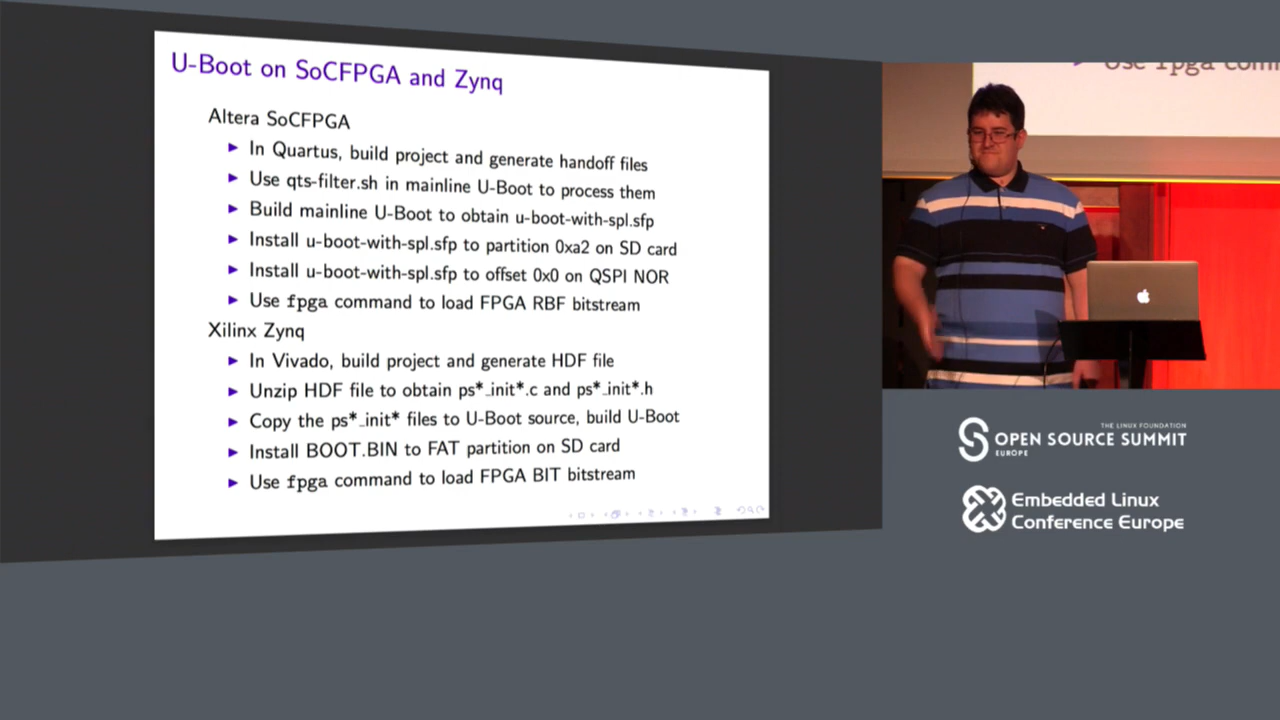 U-Boot on SoCFPGA and Zynq
Altera SoCFPGA
In Quartus, build project and generate handoff files
Use qts-filter.sh in mainline U-Boot to process them
Build mainline U-Boot to obtain u-boot-with-spl.sfp
Install u-boot-with-spl.sfp to partition 0xa2 on SD card
Install u-boot-with-spl.sfp to offset 0x0 on QSPI NOR
Use fpga command to load FPGA RBF bitstream
Xilinx Zynq
In Vivado, build project and generate HDF file
Unzip HDF file to obtain ps*_init*.c and ps*_init*.h
Copy the ps*_init* files to U-Boot source, build U-Boot
Install BOOT.BIN to FAT partition on SD card
Use fpga command to load FPGA BIT bitstream
Use fpga comm
THE LINUX FOUNDATION
OPEN SOURCE SUMMIT
EUROPE
Embedded Linux
Conference Europe